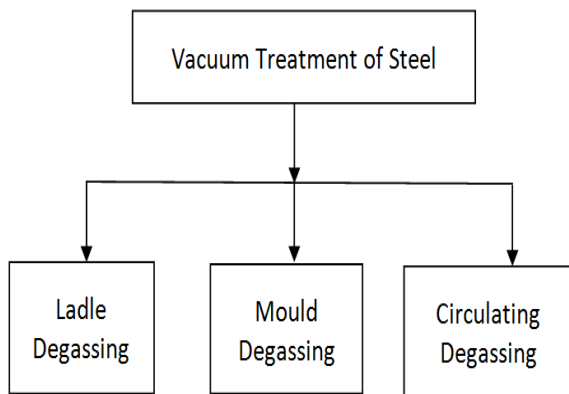 Vacuum Treatment of Steel
Ladle
Degassing
Mould
Degassing
Circulating
Degassing